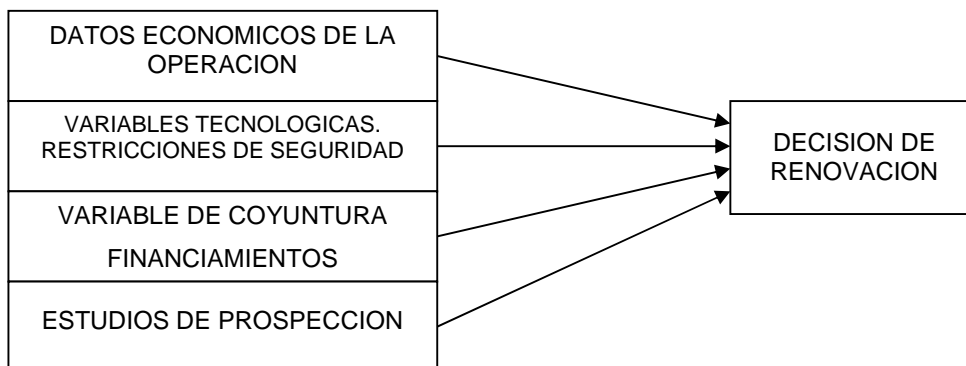 DATOS ECONOMICOS DE LA
OPERACION
VARIABLES TECNOLOGICAS.
RESTRICCIONES DE SEGURIDAD
VARIABLE DE COYUNTURA
FINANCIAMIENTOS
ESTUDIOS DE PROSPECCION
DECISION DE
RENOVACION